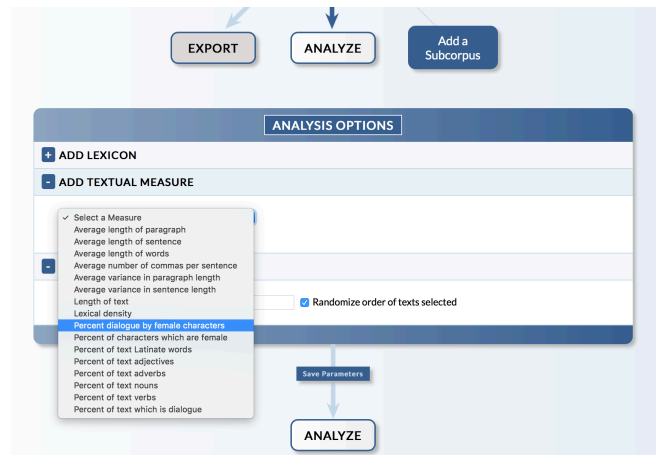 EXPORT
ANALYZE
Add a
Subcorpus
ANALYSIS OPTIONS
+ ADD LEXICON
- ADD TEXTUAL MEASURE
✓ Select a Measure
Average length of paragraph
Average length of sentence
Average length of words
Average number of commas per sentence
Average variance in paragraph length
Average variance in sentence length
Length of text
Lexical density
Percent dialogue by female characters
Percent of characters which are female
Percent of text Latinate words
Percent of text adjectives
Percent of text adverbs
Percent of text nouns
Percent of text verbs
Percent of text which is dialogue
-
Randomize order of texts selected
Save Parameters
ANALYZE